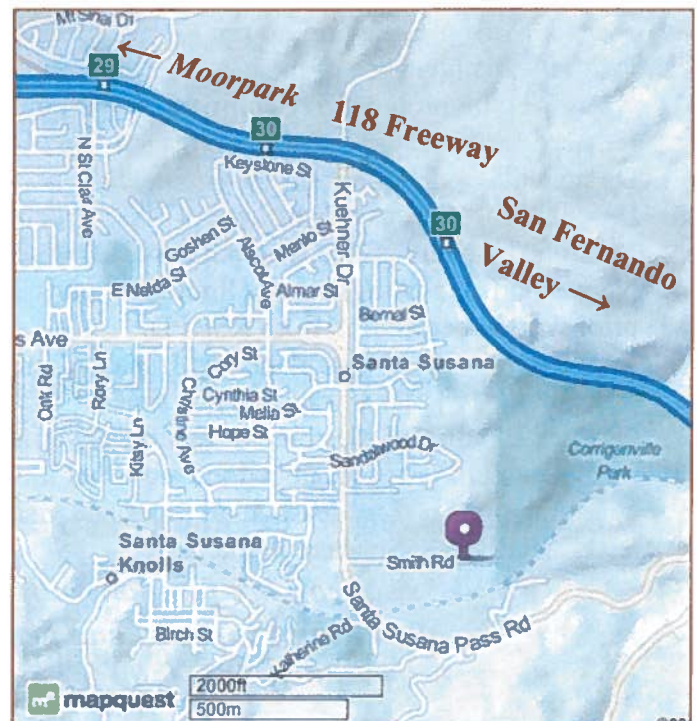 Mt Sinai Dr
29
← Moorpark
118 Freeway
30
Keystone St
N St Clair Ave
Kuehner Dr
San Fernando
Valley →
30
Goshen St
Alscot Ave
Merilo St
E Nelda St
Almar St
Bernal St
s Ave
Cory St
Santa Susana
Oak Rd
Rory Ln
Christine Ave
Cynthia St
Melia St
Hope St
Kitsy Ln
Sandalwood Dr
Corriganville
Park
Santa Susana
Knolls
Smith Rd
Birch St
Katherine Rd
Santa Susana Pass Rd
mapquest
2000ft
500m